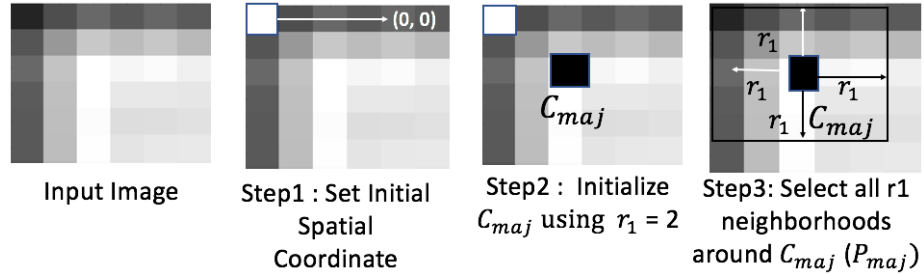 (0, 0)
C_maj
r_1
r_1
r_1
r_1
C_maj
Input Image
Step1 : Set Initial
Spatial
Coordinate
Step2 : Initialize
C_maj using r_1 = 2
Step3: Select all r1
neighborhoods
around C_maj (P_maj)